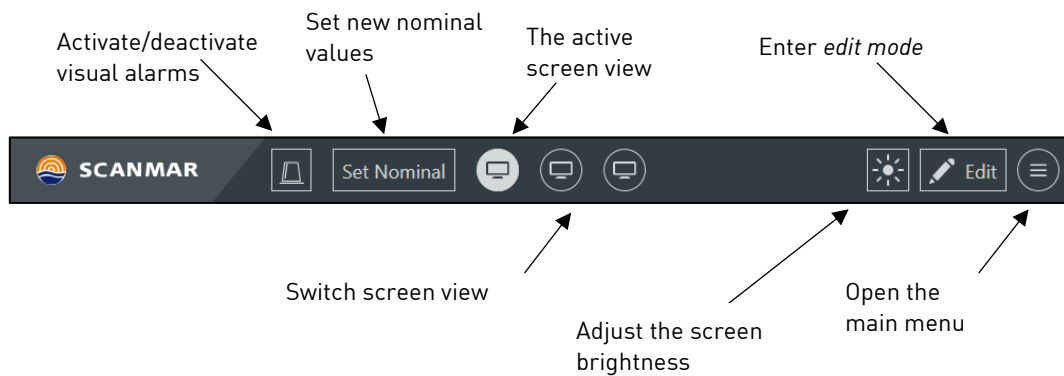 Activate/deactivate
visual alarms
Set new nominal
values
The active
screen view
Enter edit mode
SCANMAR
Set Nominal
Edit
Switch screen view
Adjust the screen
brightness
Open the
main menu